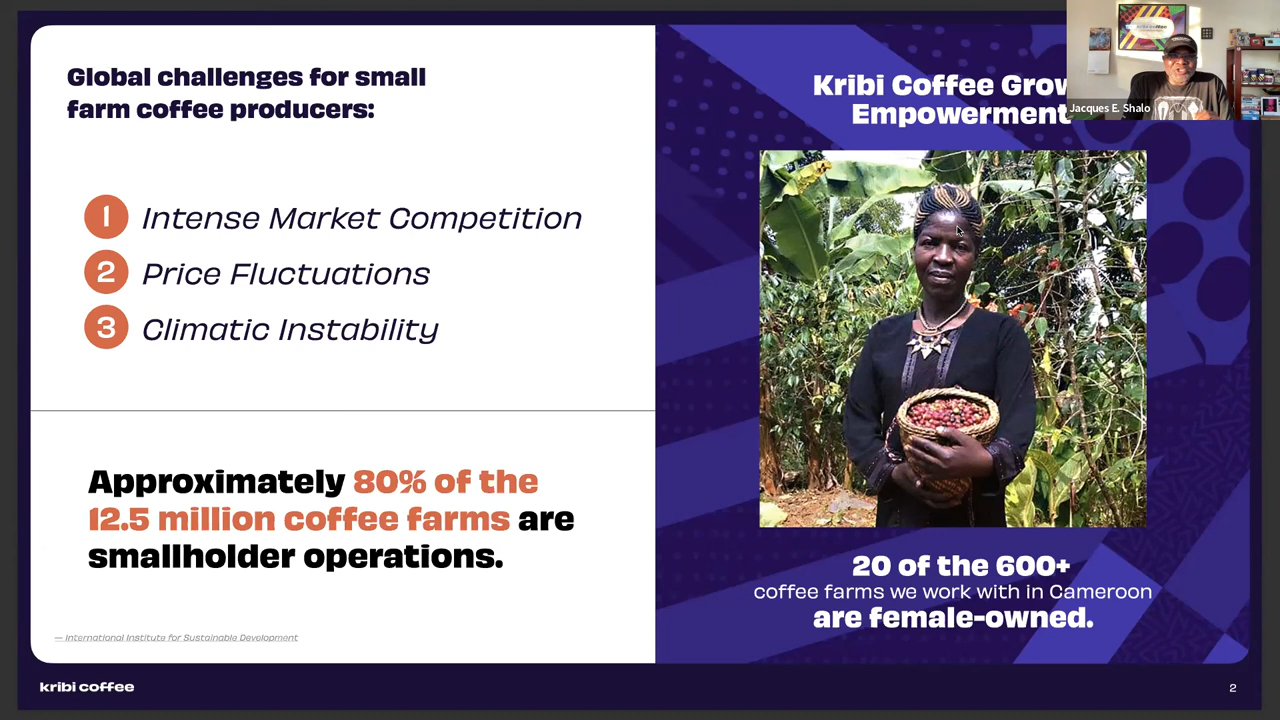 Global challenges for small
farm coffee producers:
1 Intense Market Competition
2 Price Fluctuations
3 Climatic Instability
Approximately 80% of the
12.5 million coffee farms are
smallholder operations.
— International Institute for Sustainable Development
Kribi Coffee Grow
Empowerment
Jacques E. Shalo
20 of the 600+
coffee farms we work with in Cameroon
are female-owned.
kribi coffee
2